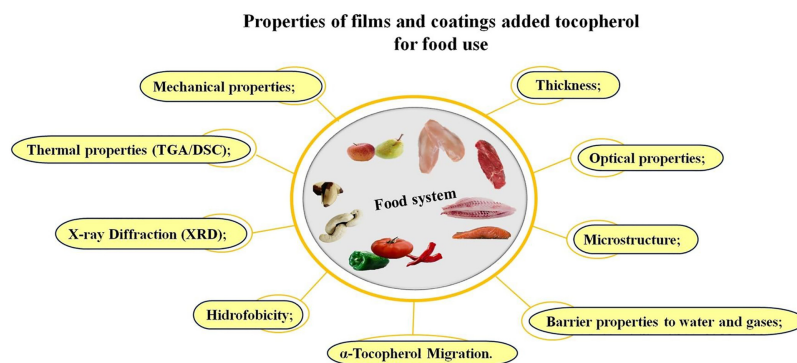 Properties of films and coatings added tocopherol
for food use
Mechanical properties;
Thickness;
Thermal properties (TGA/DSC);
Optical properties;
Food system
X-ray Diffraction (XRD);
Microstructure;
Hidrofobicity;
Barrier properties to water and gases;
α-Tocopherol Migration.